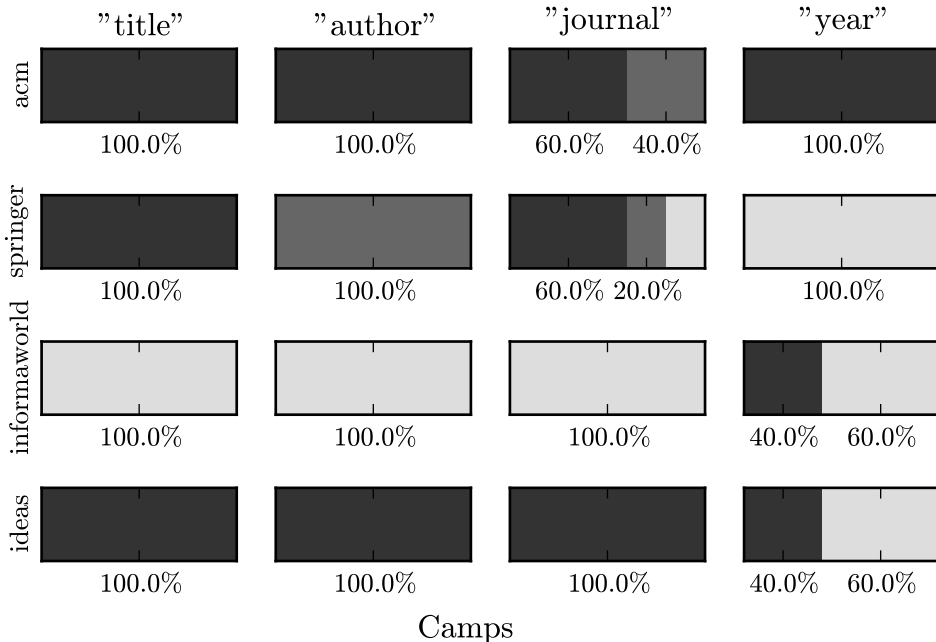 ”title” ”author” ”journal” ”year”
acm
100.0% 100.0% 60.0% 40.0% 100.0%
springer
100.0% 100.0% 60.0% 20.0% 100.0%
informaworld
100.0% 100.0% 100.0% 40.0% 60.0%
ideas
100.0% 100.0% 100.0% 40.0% 60.0%
Camps